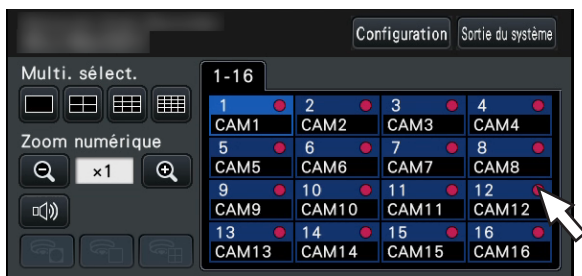 Configuration Sortie du système
Multi. sélect.
1-16
1 2 3 4
CAM1 CAM2 CAM3 CAM4
Zoom numérique
5 6 7 8
CAM5 CAM6 CAM7 CAM8
×1
9 10 11 12
CAM9 CAM10 CAM11 CAM12
13 14 15 16
CAM13 CAM14 CAM15 CAM16